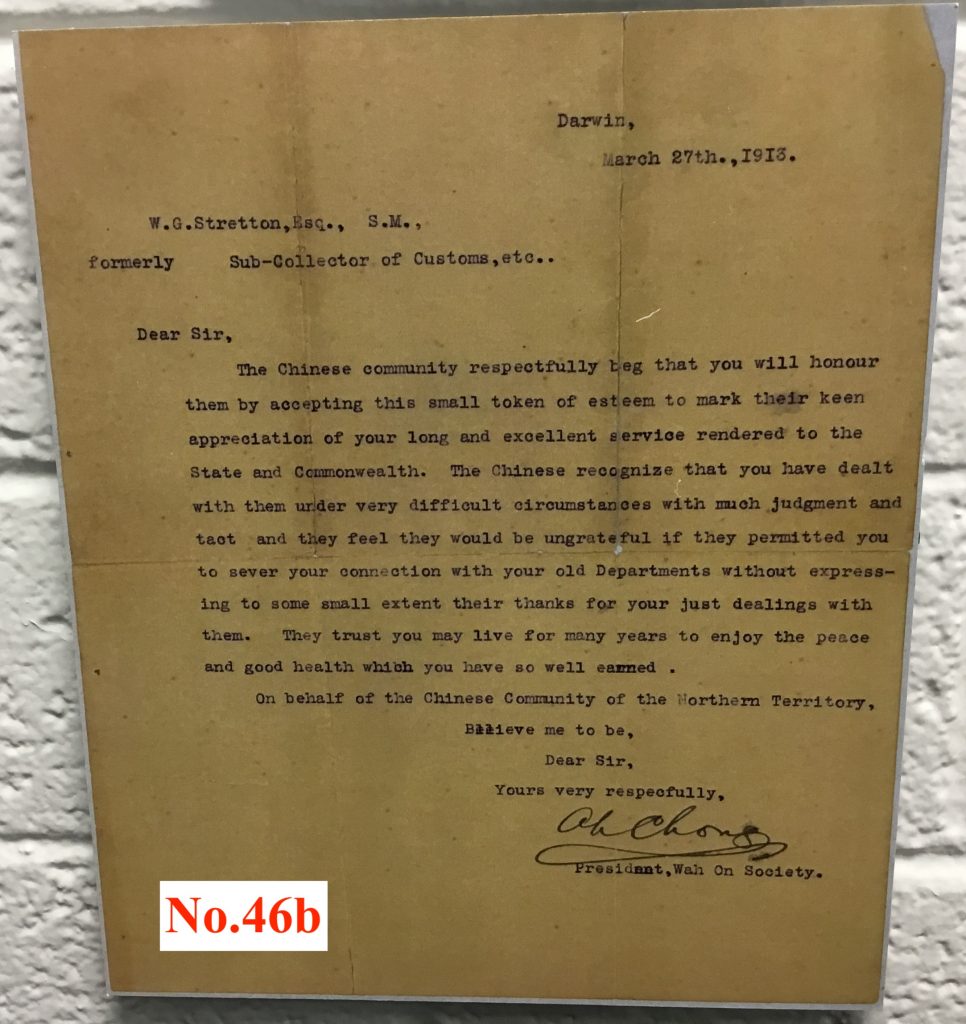 Darwin,
March 27th.,1913.
W.G.Stretton,Esq., S.M.,
formerly Sub-Collector of Customs,etc..
Dear Sir,
The Chinese community respectfully beg that you will honour
them by accepting this small token of esteem to mark their keen
appreciation of your long and excellent service rendered to the
State and Commonwealth. The Chinese recognize that you have dealt
with them under very difficult circumstances with much judgment and
tact and they feel they would be ungrateful if they permitted you
to sever your connection with your old Departments without express-
ing to some small extent their thanks for your just dealings with
them. They trust you may live for many years to enjoy the peace
and good health which you have so well earned .
On behalf of the Chinese Community of the Northern Territory,
Believe me to be,
Dear Sir,
Yours very respecfully,
Ah Chong
President,Wah On Society.
No.46b